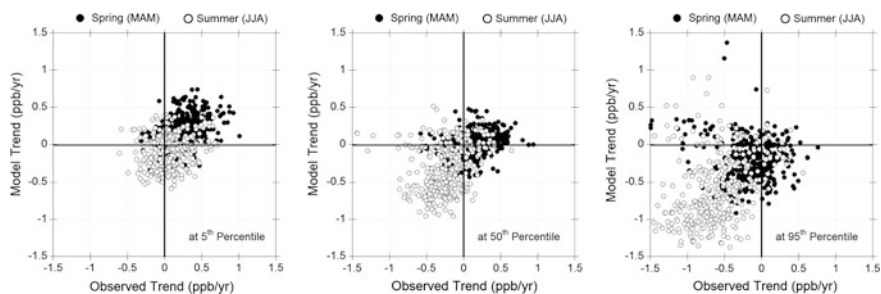 ● Spring (MAM) ○ Summer (JJA)
1.5
1
0.5
0
-0.5
-1
-1.5
-1.5 -1 -0.5 0 0.5 1 1.5
Model Trend (ppb/yr)
Observed Trend (ppb/yr)
at 5th Percentile
● Spring (MAM) ○ Summer (JJA)
1.5
1
0.5
0
-0.5
-1
-1.5
-1.5 -1 -0.5 0 0.5 1 1.5
Model Trend (ppb/yr)
Observed Trend (ppb/yr)
at 50th Percentile
● Spring (MAM) ○ Summer (JJA)
1.5
1
0.5
0
-0.5
-1
-1.5
-1.5 -1 -0.5 0 0.5 1 1.5
Model Trend (ppb/yr)
Observed Trend (ppb/yr)
at 95th Percentile